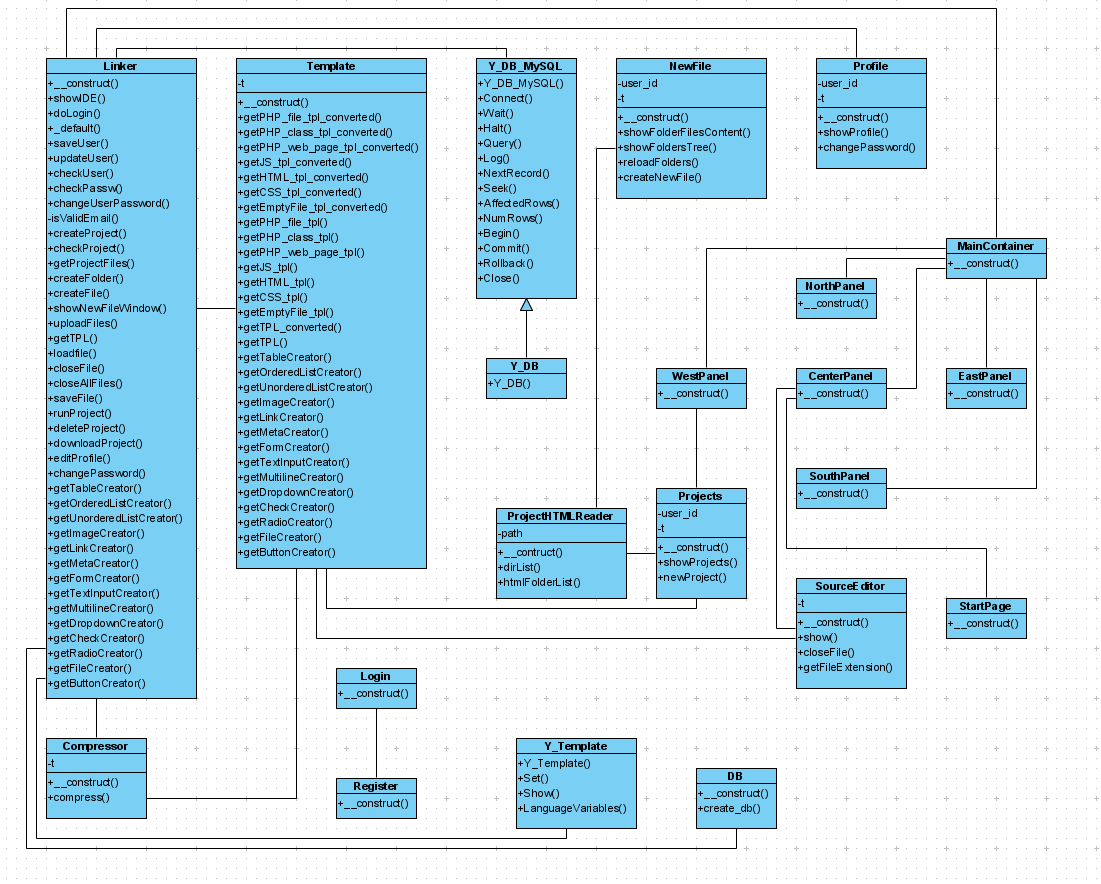 Linker
+__construct()
+showIDE()
+doLogin()
+_default()
+saveUser()
+updateUser()
+checkUser()
+checkPassw()
+changeUserPassword()
-isValidEmail()
+createProject()
+checkProject()
+getProjectFiles()
+createFolder()
+createFile()
+showNewFileWindow()
+uploadFiles()
+getTPL()
+loadfile()
+closeFile()
+closeAllFiles()
+saveFile()
+runProject()
+deleteProject()
+downloadProject()
+editProfile()
+changePassword()
+getTableCreator()
+getOrderedListCreator()
+getUnorderedListCreator()
+getImageCreator()
+getLinkCreator()
+getMetaCreator()
+getFormCreator()
+getTextInputCreator()
+getMultilineCreator()
+getDropdownCreator()
+getCheckCreator()
+getRadioCreator()
+getFileCreator()
+getButtonCreator()
Template
-t
+__construct()
+getPHP_file_tpl_converted()
+getPHP_class_tpl_converted()
+getPHP_web_page_tpl_converted()
+getJS_tpl_converted()
+getHTML_tpl_converted()
+getCSS_tpl_converted()
+getEmptyFile_tpl_converted()
+getPHP_file_tpl()
+getPHP_class_tpl()
+getPHP_web_page_tpl()
+getJS_tpl()
+getHTML_tpl()
+getCSS_tpl()
+getEmptyFile_tpl()
+getTPL_converted()
+getTPL()
+getTableCreator()
+getOrderedListCreator()
+getUnorderedListCreator()
+getImageCreator()
+getLinkCreator()
+getMetaCreator()
+getFormCreator()
+getTextInputCreator()
+getMultilineCreator()
+getDropdownCreator()
+getCheckCreator()
+getRadioCreator()
+getFileCreator()
+getButtonCreator()
Y_DB_MySQL
+Y_DB_MySQL()
+Connect()
+Wait()
+Halt()
+Query()
+Log()
+NextRecord()
+Seek()
+AffectedRows()
+NumRows()
+Begin()
+Commit()
+Rollback()
+Close()
NewFile
-user_id
-t
+__construct()
+showFolderFilesContent()
+showFoldersTree()
+reloadFolders()
+createNewFile()
Profile
-user_id
-t
+__construct()
+showProfile()
+changePassword()
MainContainer
+__construct()
NorthPanel
+__construct()
Y_DB
+Y_DB()
WestPanel
+__construct()
CenterPanel
+__construct()
EastPanel
+__construct()
SouthPanel
+__construct()
ProjectHTMLReader
-path
+__contruct()
+dirList()
+htmlFolderList()
Projects
-user_id
-t
+__construct()
+showProjects()
+newProject()
SourceEditor
-t
+__construct()
+show()
+closeFile()
+getFileExtension()
StartPage
+__construct()
Login
+__construct()
Compressor
-t
+__construct()
+compress()
Register
+__construct()
Y_Template
+Y_Template()
+Set()
+Show()
+LanguageVariables()
DB
+__construct()
+create_db()